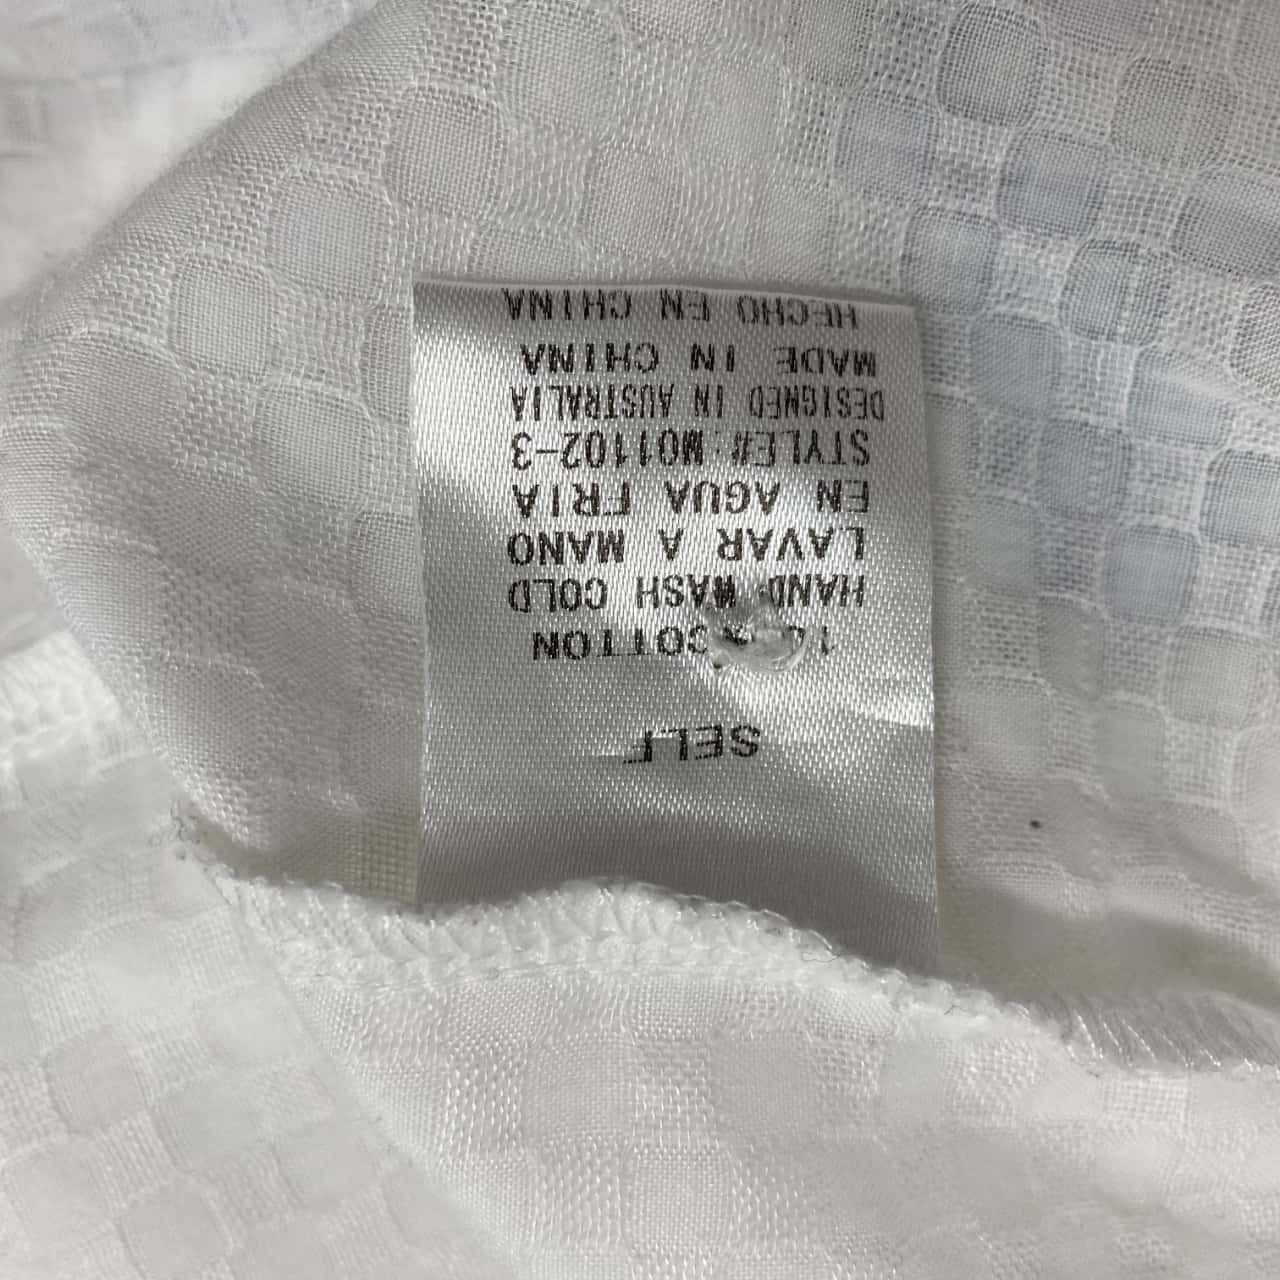 SELF
COTTON
HAND WASH COLD
LAVAR A MANO
EN AGUA FRIA
STYLE#:M01102-3
DESIGNED IN AUSTRALIA
MADE IN CHINA
HECHO EN CHINA